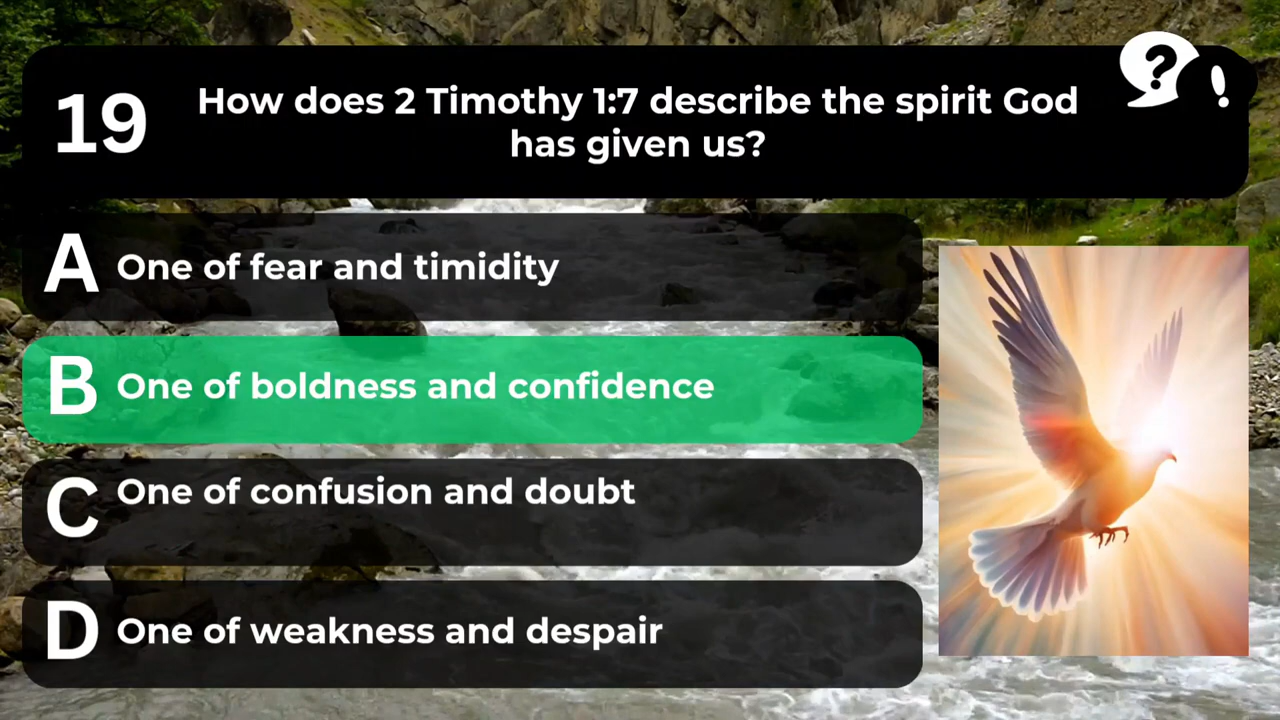 19
How does 2 Timothy 1:7 describe the spirit God
has given us?
?
!
A One of fear and timidity
B One of boldness and confidence
C One of confusion and doubt
D One of weakness and despair